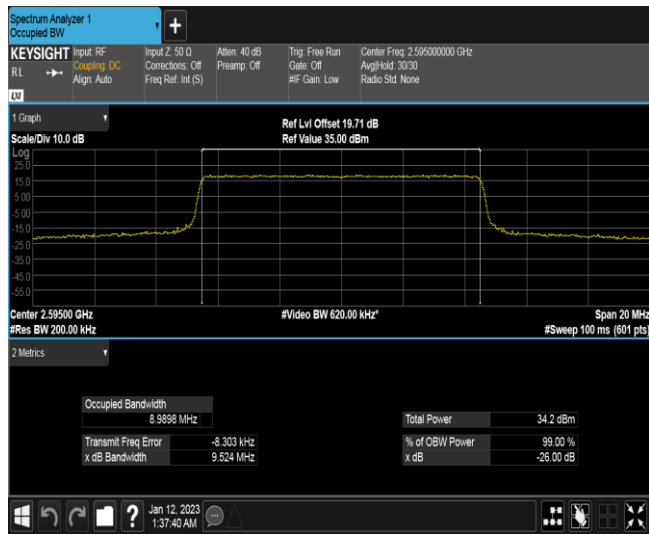 Spectrum Analyzer 1
Occupied BW
+
KEYSIGHT
R L
LXI
Input: RF
Coupling: DC
Align: Auto
Input Z: 50 Ω
Corrections: Off
Freq Ref: Int (S)
Atten: 40 dB
Preamp: Off
Trig: Free Run
Gate: Off
#IF Gain: Low
Center Freq: 2.595000000 GHz
Avg|Hold: 30/30
Radio Std: None
1 Graph
Scale/Div 10.0 dB
Ref Lvl Offset 19.71 dB
Ref Value 35.00 dBm
Log
25.0
15.0
5.00
-5.00
-15.0
-25.0
-35.0
-45.0
-55.0
Center 2.59500 GHz
#Res BW 200.00 kHz
#Video BW 620.00 kHz*
Span 20 MHz
#Sweep 100 ms (601 pts)
2 Metrics
Occupied Bandwidth
8.9898 MHz
Transmit Freq Error -8.303 kHz
x dB Bandwidth 9.524 MHz
Total Power 34.2 dBm
% of OBW Power 99.00 %
x dB -26.00 dB
?
Jan 12, 2023
1:37:40 AM